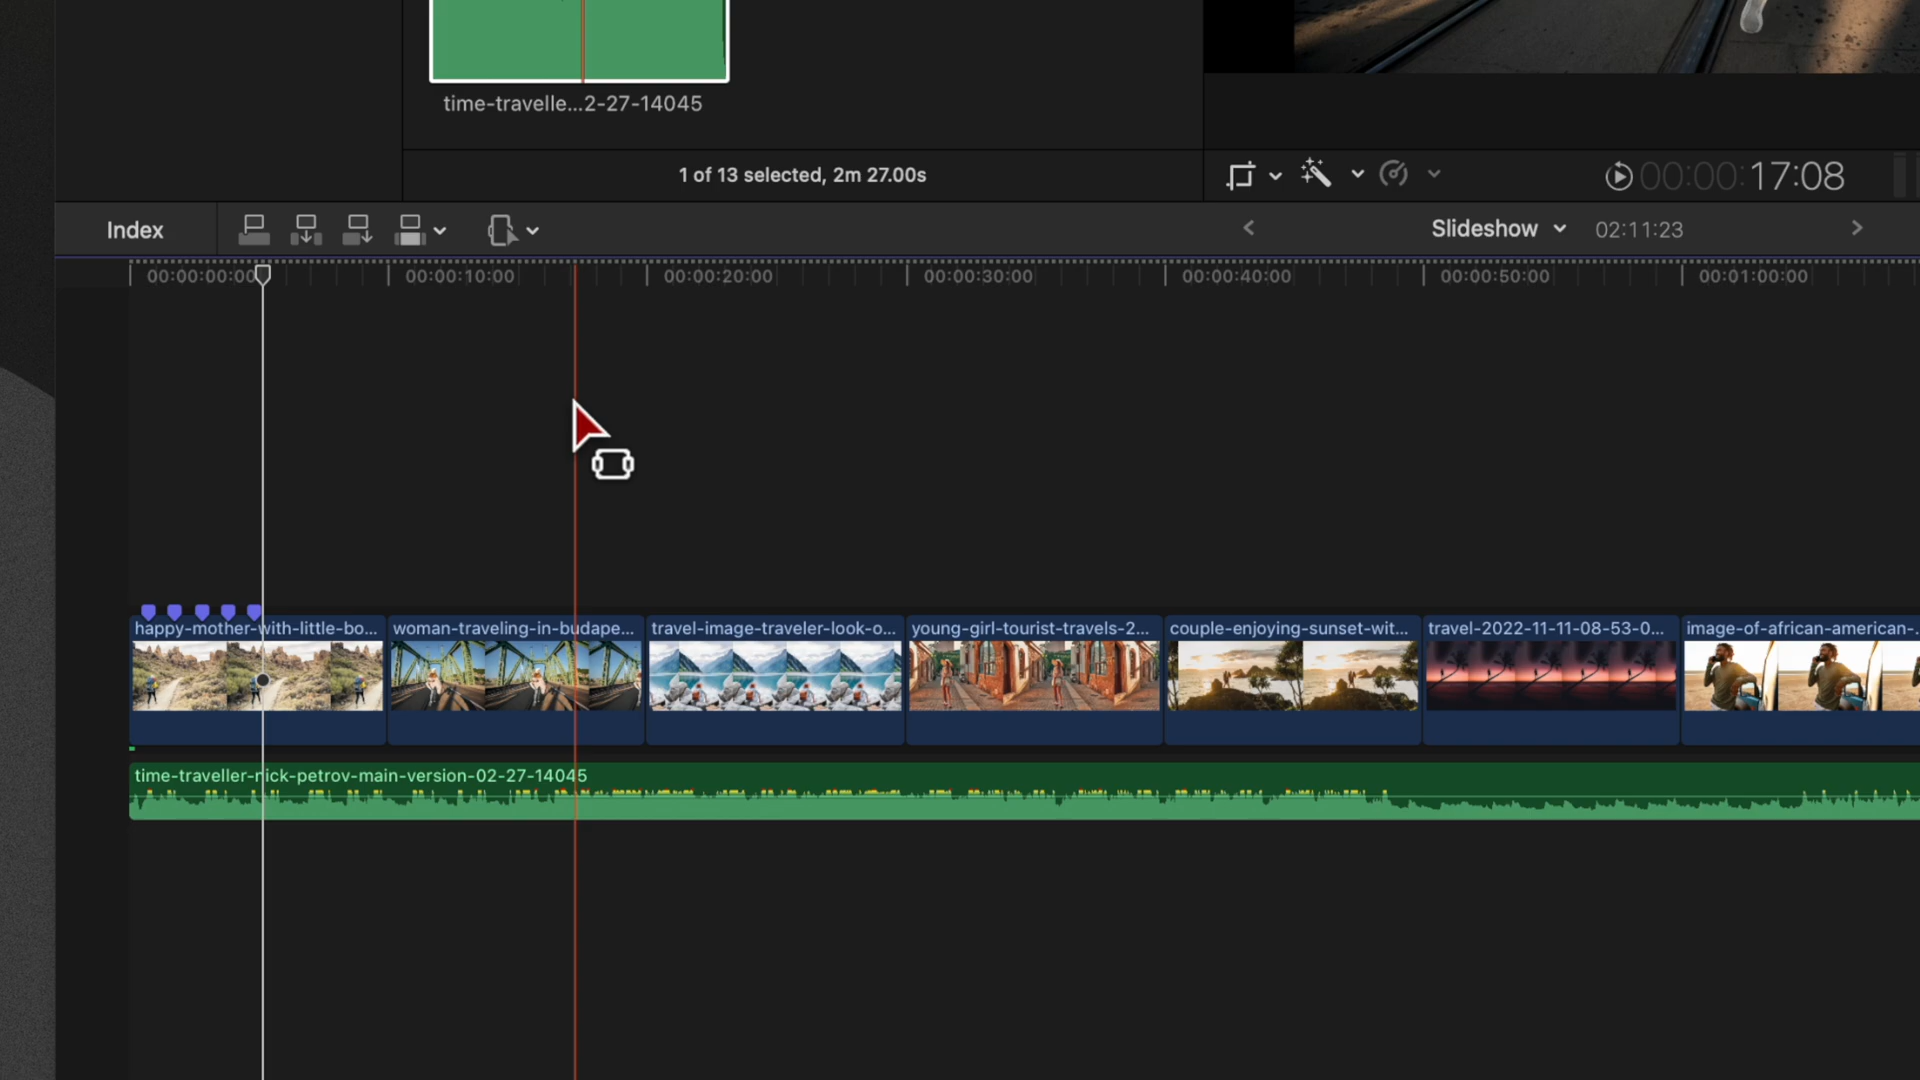 time-travelle...2-27-14045
1 of 13 selected, 2m 27.00s
00:00:00:17:08
Index
Slideshow
02:11:23
00:00:00:00
00:00:10:00
00:00:20:00
00:00:30:00
00:00:40:00
00:00:50:00
00:01:00:00
happy-mother-with-little-bo...
woman-traveling-in-budape...
travel-image-traveler-look-o...
young-girl-tourist-travels-2...
couple-enjoying-sunset-wit...
travel-2022-11-11-08-53-0...
image-of-african-american-.
time-traveller-nick-petrov-main-version-02-27-14045